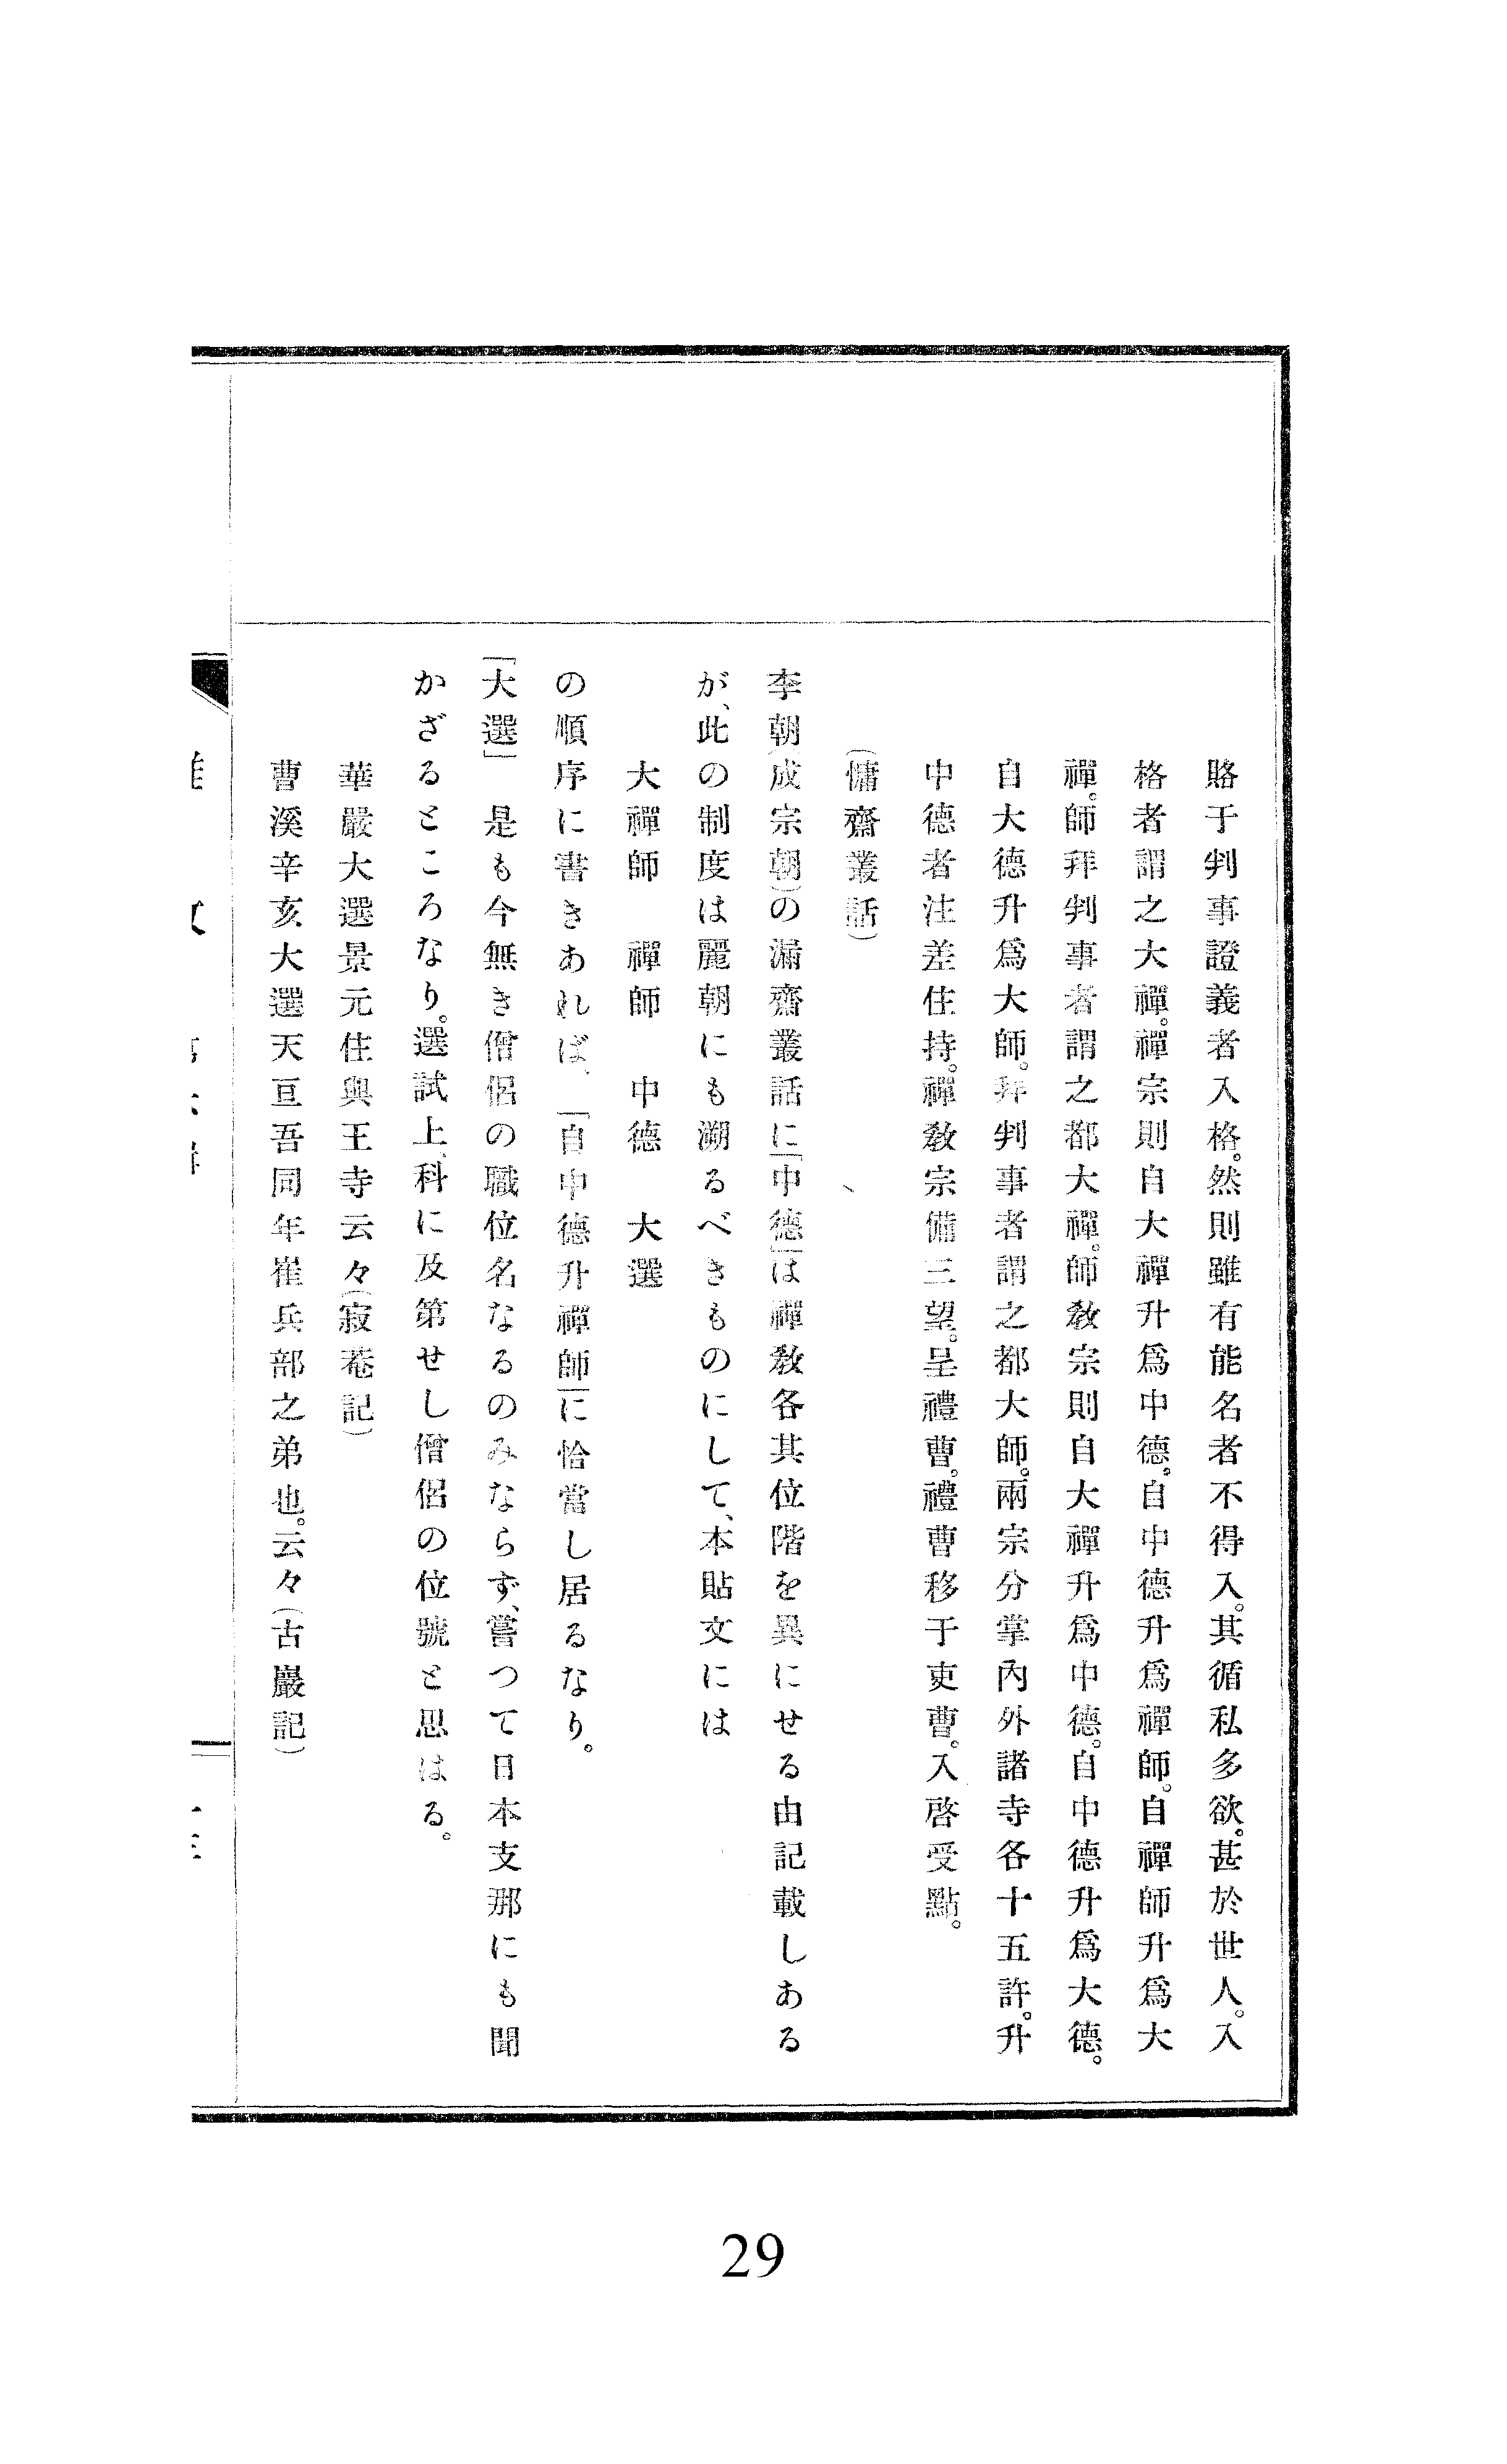 賂于判事證義者入格。然則雖有能名者不得入。其循私多欲。甚於世人。入
格者謂之大禪。禪宗則自大禪升爲中德。自中德升爲禪師。自禪師升爲大
禪。師拜判事者謂之都大禪。師教宗則自大禪升爲中德。自中德升爲大德。
自大德升爲大師。拜判事者謂之都大師。兩宗分掌內外諸寺各十五許。升
中德者注差住持。禪教宗備三望。呈禮曹。禮曹移于吏曹。入啓受點。
(慵齋叢話)
李朝(成宗朝)の漏齋叢話に「中德」は禪教各其位階を異にせる由記載しある
が、此の制度は麗朝にも溯るべきものにして、本貼文には
大禪師　禪師　中德　大選
の順序に書きあれば、「自中德升禪師」に恰當し居るなり。
「大選」　是も今無き僧侶の職位名なるのみならず、嘗つて日本支那にも聞
かざるところなり。選試上、科に及第せし僧侶の位號と思はる。
華嚴大選景元住與王寺云々(寂菴記)
曹溪辛亥大選天亘吾同年崔兵部之弟也。云々(古巖記)
29